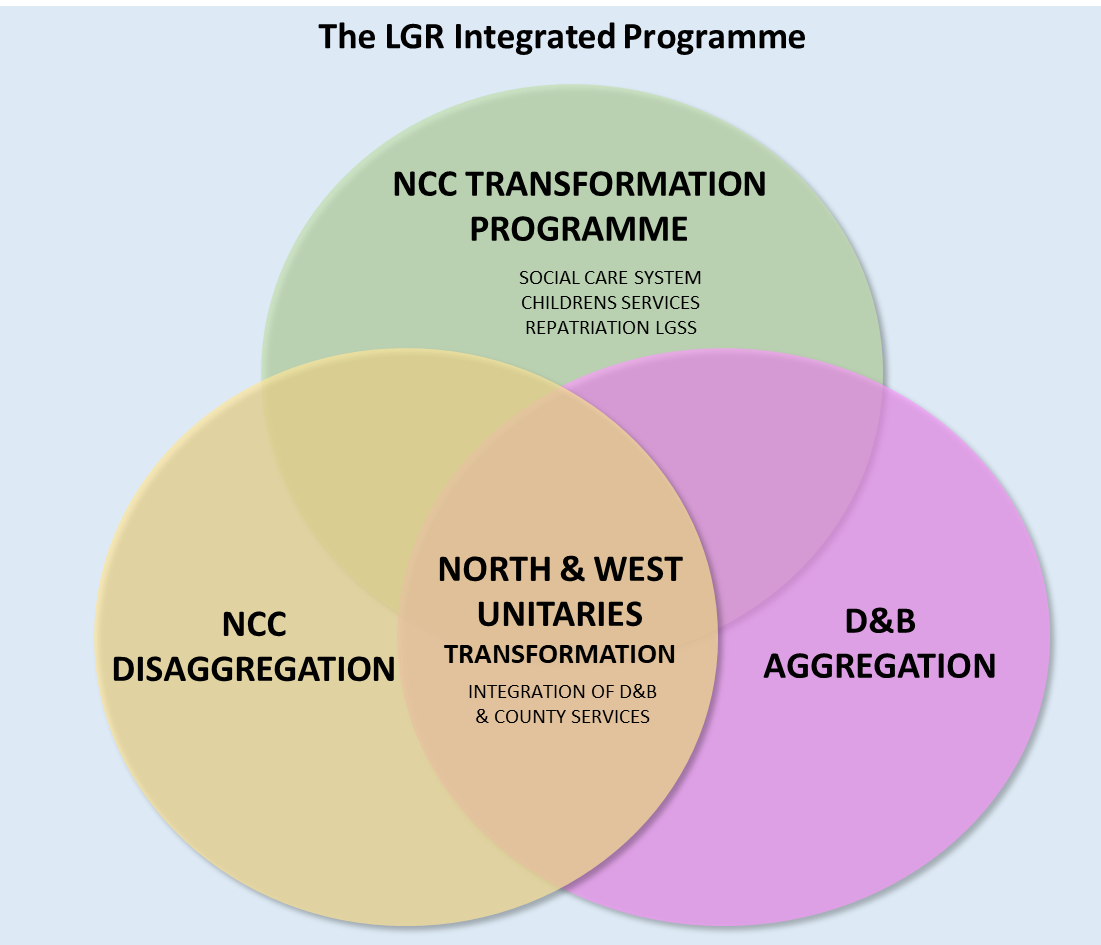 The LGR Integrated Programme
NCC TRANSFORMATION
PROGRAMME
SOCIAL CARE SYSTEM
CHILDRENS SERVICES
REPATRIATION LGSS
NCC
DISAGGREGATION
NORTH & WEST
UNITARIES
TRANSFORMATION
INTEGRATION OF D&B
& COUNTY SERVICES
D&B
AGGREGATION